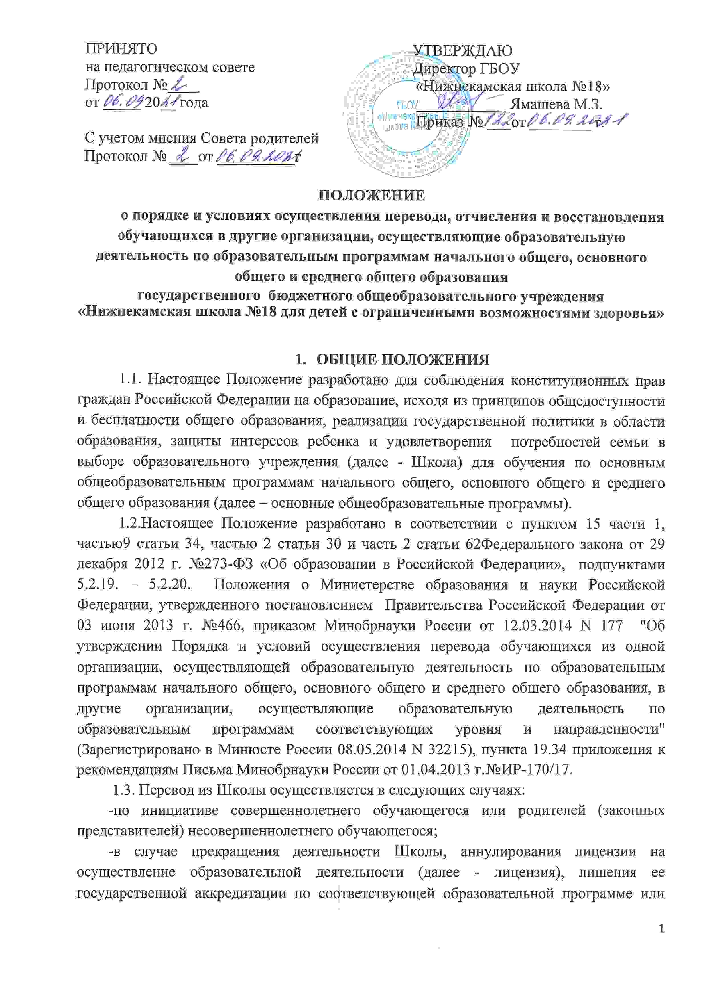 ПРИНЯТО
на педагогическом совете
Протокол № 2
от 06.09 2021 года
С учетом мнения Совета родителей
Протокол № 2 от 06.09.2021 г
УТВЕРЖДАЮ
Директор ГБОУ
«Нижнекамская школа №18»
Ямашева М.З.
Приказ № 122 от 06.09.2021 г.
ГБОУ
«Нижнекамская
школа №18
ПОЛОЖЕНИЕ
о порядке и условиях осуществления перевода, отчисления и восстановления
обучающихся в другие организации, осуществляющие образовательную
деятельность по образовательным программам начального общего, основного
общего и среднего общего образования
государственного бюджетного общеобразовательного учреждения
«Нижнекамская школа №18 для детей с ограниченными возможностями здоровья»
1. ОБЩИЕ ПОЛОЖЕНИЯ
1.1. Настоящее Положение разработано для соблюдения конституционных прав
граждан Российской Федерации на образование, исходя из принципов общедоступности
и бесплатности общего образования, реализации государственной политики в области
образования, защиты интересов ребенка и удовлетворения потребностей семьи в
выборе образовательного учреждения (далее - Школа) для обучения по основным
общеобразовательным программам начального общего, основного общего и среднего
общего образования (далее – основные общеобразовательные программы).
1.2.Настоящее Положение разработано в соответствии с пунктом 15 части 1,
частью9 статьи 34, частью 2 статьи 30 и часть 2 статьи 62Федерального закона от 29
декабря 2012 г. №273-ФЗ «Об образовании в Российской Федерации», подпунктами
5.2.19. – 5.2.20. Положения о Министерстве образования и науки Российской
Федерации, утвержденного постановлением Правительства Российской Федерации от
03 июня 2013 г. №466, приказом Минобрнауки России от 12.03.2014 N 177 "Об
утверждении Порядка и условий осуществления перевода обучающихся из одной
организации, осуществляющей образовательную деятельность по образовательным
программам начального общего, основного общего и среднего общего образования, в
другие организации, осуществляющие образовательную деятельность по
образовательным программам соответствующих уровня и направленности"
(Зарегистрировано в Минюсте России 08.05.2014 N 32215), пункта 19.34 приложения к
рекомендациям Письма Минобрнауки России от 01.04.2013 г.№ИР-170/17.
1.3. Перевод из Школы осуществляется в следующих случаях:
-по инициативе совершеннолетнего обучающегося или родителей (законных
представителей) несовершеннолетнего обучающегося;
-в случае прекращения деятельности Школы, аннулирования лицензии на
осуществление образовательной деятельности (далее - лицензия), лишения ее
государственной аккредитации по соответствующей образовательной программе или
1